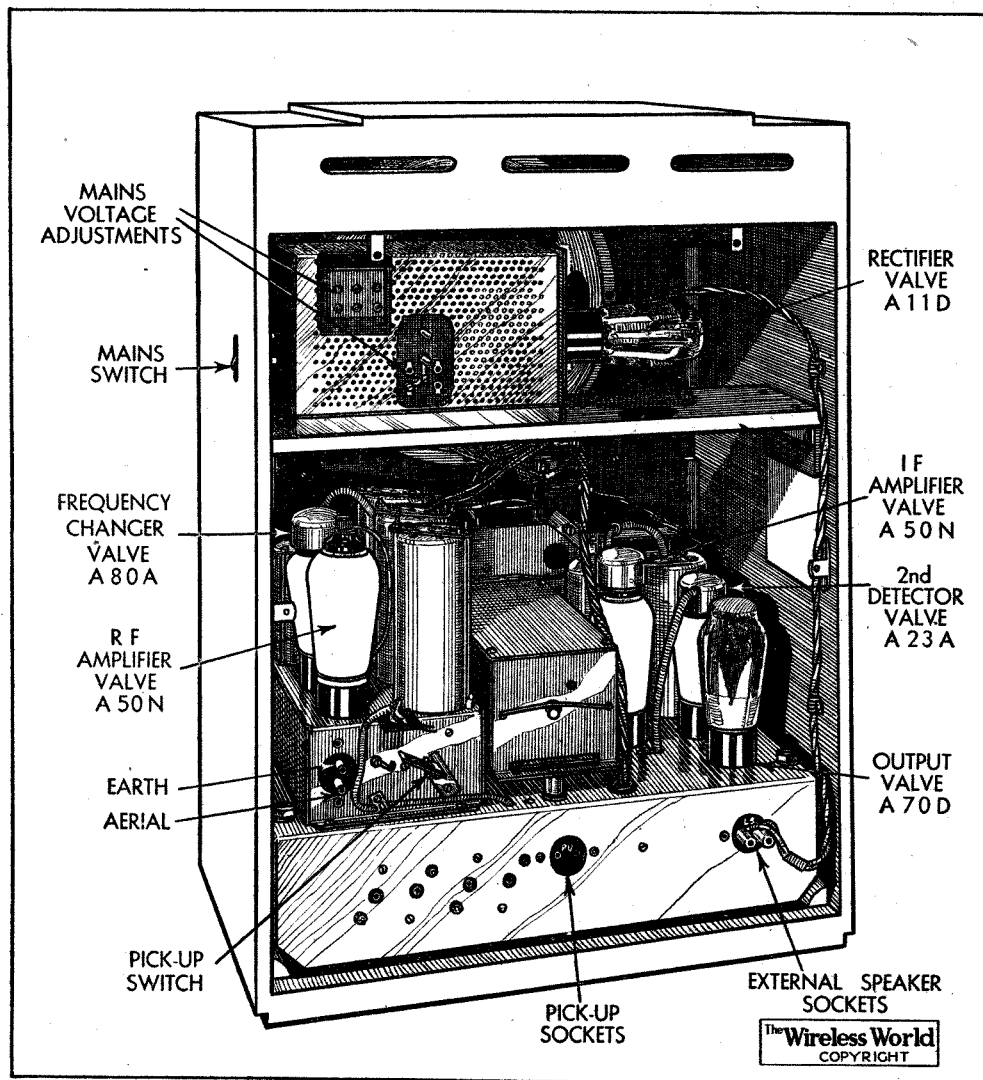 MAINS
VOLTAGE
ADJUSTMENTS
RECTIFIER
VALVE
A 11 D
MAINS
SWITCH
I F
AMPLIFIER
VALVE
A 50 N
FREQUENCY
CHANGER
VALVE
A 80 A
2nd
DETECTOR
VALVE
A 23 A
R F
AMPLIFIER
VALVE
A 50 N
EARTH
AERIAL
OUTPUT
VALVE
A 70 D
PU
LS
PICK-UP
SWITCH
PICK-UP
SOCKETS
EXTERNAL SPEAKER
SOCKETS
The Wireless World
COPYRIGHT